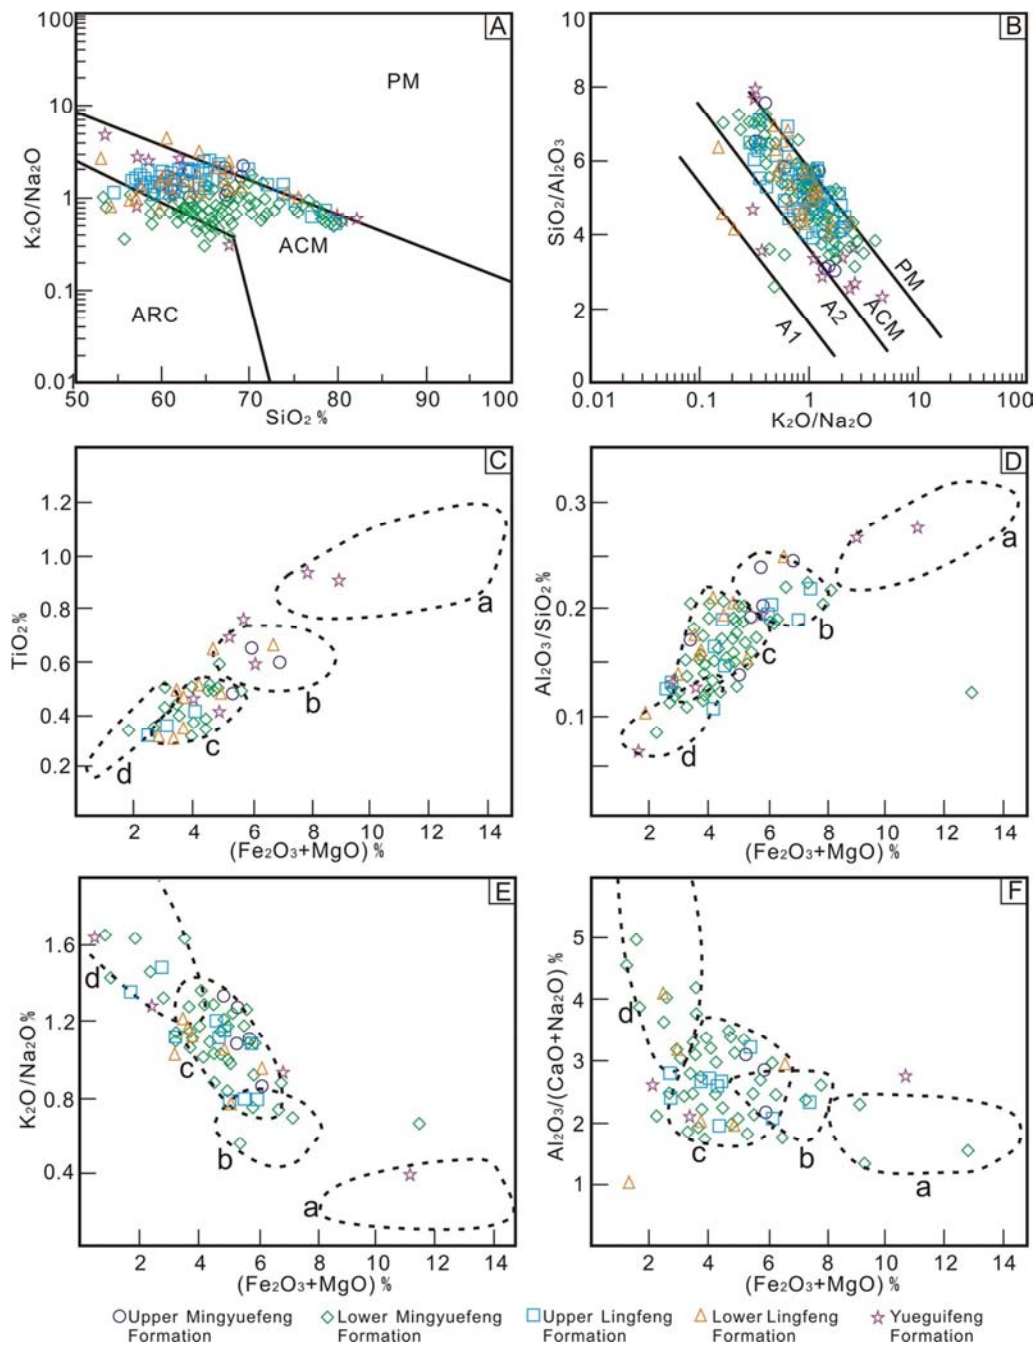 A
100
10
1
0.1
0.01
K₂O/Na₂O
PM
ACM
ARC
50
60
70
80
90
100
SiO₂ %
B
8
6
4
2
0
SiO₂/Al₂O₃
PM
ACM
A2
A1
0.01
0.1
1
10
100
K₂O/Na₂O
C
1.2
1.0
0.8
0.6
0.4
0.2
TiO₂%
a
b
c
d
2
4
6
8
10
12
14
(Fe₂O₃+MgO) %
D
0.3
0.2
0.1
Al₂O₃/SiO₂%
a
b
c
d
2
4
6
8
10
12
14
(Fe₂O₃+MgO) %
E
1.6
1.2
0.8
0.4
K₂O/Na₂O%
d
c
b
a
2
4
6
8
10
12
14
(Fe₂O₃+MgO) %
F
5
4
3
2
1
Al₂O₃/(CaO+Na₂O) %
d
c
b
a
2
4
6
8
10
12
14
(Fe₂O₃+MgO) %
Upper Mingyuefeng
Formation
Lower Mingyuefeng
Formation
Upper Lingfeng
Formation
Lower Lingfeng
Formation
Yueguifeng
Formation